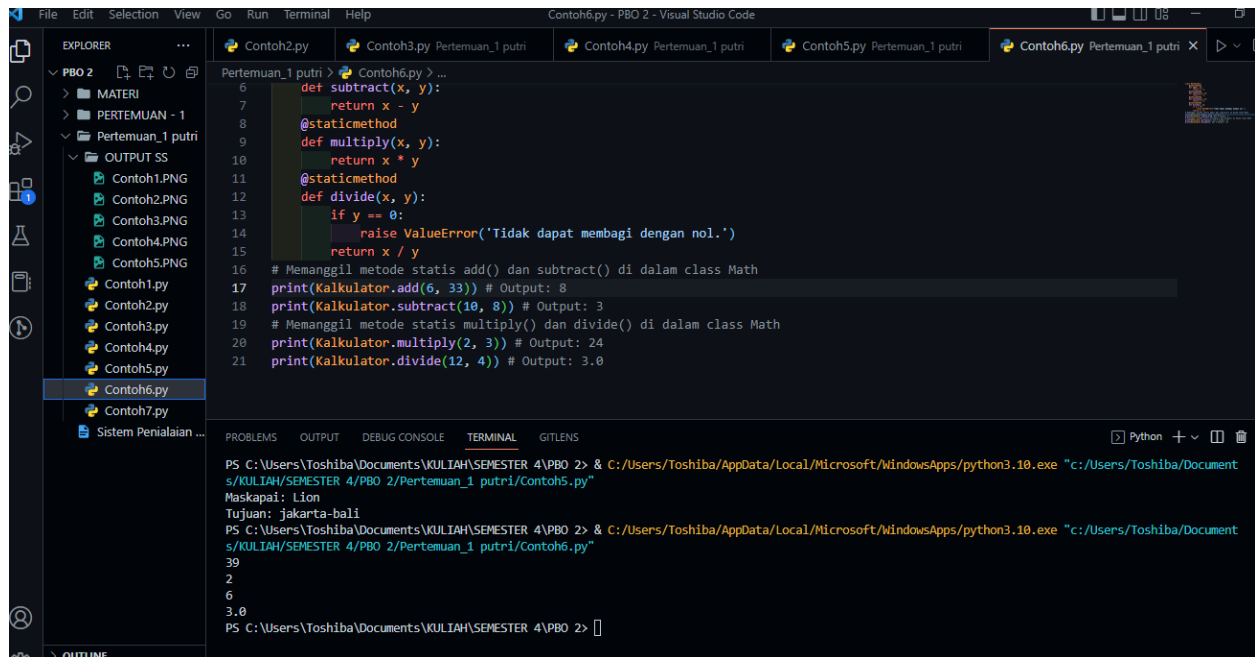 File Edit Selection View Go Run Terminal Help Contoh6.py - PBO 2 - Visual Studio Code
EXPLORER ...
PBO 2
MATERI
PERTEMUAN - 1
Pertemuan_1 putri
OUTPUT SS
Contoh1.PNG
Contoh2.PNG
Contoh3.PNG
Contoh4.PNG
Contoh5.PNG
Contoh1.py
Contoh2.py
Contoh3.py
Contoh4.py
Contoh5.py
Contoh6.py
Contoh7.py
Sistem Penialaian ...
OUTLINE
1
Contoh2.py Contoh3.py Pertemuan_1 putri Contoh4.py Pertemuan_1 putri Contoh5.py Pertemuan_1 putri Contoh6.py Pertemuan_1 putri
Pertemuan_1 putri > Contoh6.py > ...
6 def subtract(x, y):
7 return x - y
8 @staticmethod
9 def multiply(x, y):
10 return x * y
11 @staticmethod
12 def divide(x, y):
13 if y == 0:
14 raise ValueError('Tidak dapat membagi dengan nol.')
15 return x / y
16 # Memanggil metode statis add() dan subtract() di dalam class Math
17 print(Kalkulator.add(6, 33)) # Output: 8
18 print(Kalkulator.subtract(10, 8)) # Output: 3
19 # Memanggil metode statis multiply() dan divide() di dalam class Math
20 print(Kalkulator.multiply(2, 3)) # Output: 24
21 print(Kalkulator.divide(12, 4)) # Output: 3.0
PROBLEMS OUTPUT DEBUG CONSOLE TERMINAL GITLENS Python
PS C:\Users\Toshiba\Documents\KULIAH\SEMESTER 4\PBO 2> & C:/Users/Toshiba/AppData/Local/Microsoft/WindowsApps/python3.10.exe "c:/Users/Toshiba/Document
s/KULIAH/SEMESTER 4/PBO 2/Pertemuan_1 putri/Contoh5.py"
Maskapai: Lion
Tujuan: jakarta-bali
PS C:\Users\Toshiba\Documents\KULIAH\SEMESTER 4\PBO 2> & C:/Users/Toshiba/AppData/Local/Microsoft/WindowsApps/python3.10.exe "c:/Users/Toshiba/Document
s/KULIAH/SEMESTER 4/PBO 2/Pertemuan_1 putri/Contoh6.py"
39
2
6
3.0
PS C:\Users\Toshiba\Documents\KULIAH\SEMESTER 4\PBO 2>